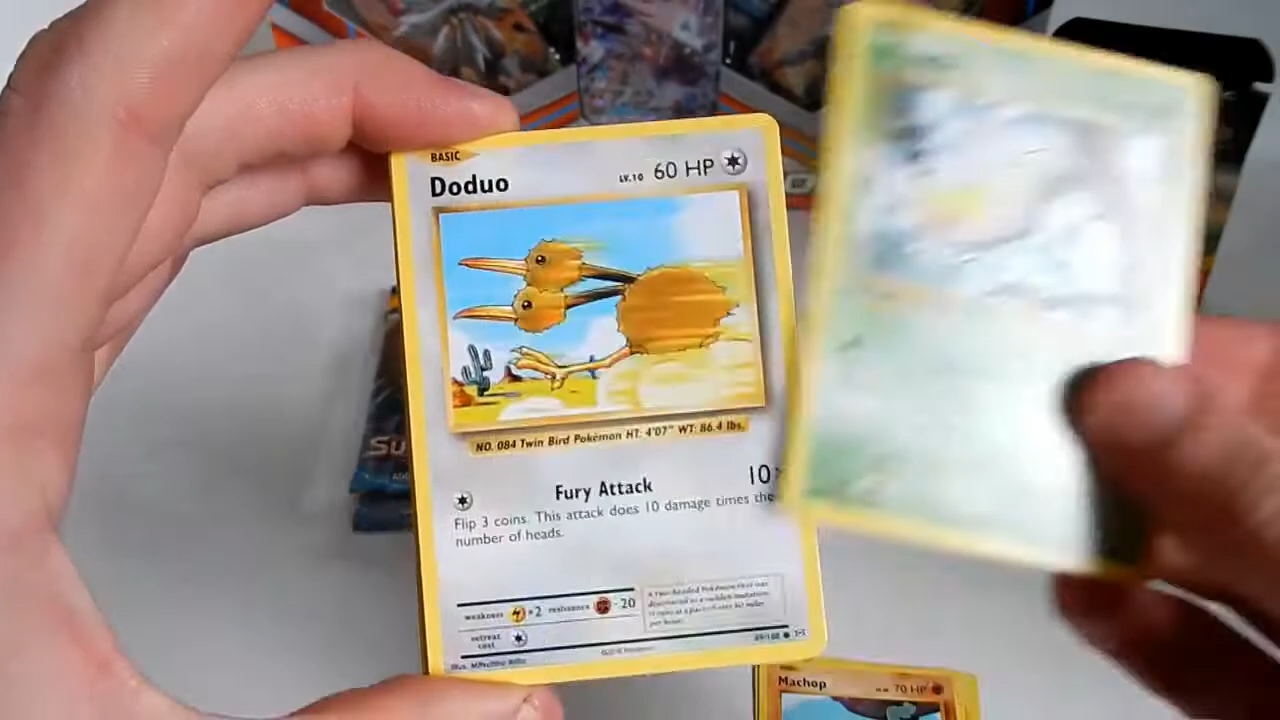 BASIC
Doduo LV.10 60 HP
NO. 084 Twin Bird Pokémon HT: 4'07" WT: 86.4 lbs.
Fury Attack 10
Flip 3 coins. This attack does 10 damage times the
number of heads.
weakness ×2 resistance -20
retreat
cost
Su
Machop 70 HP